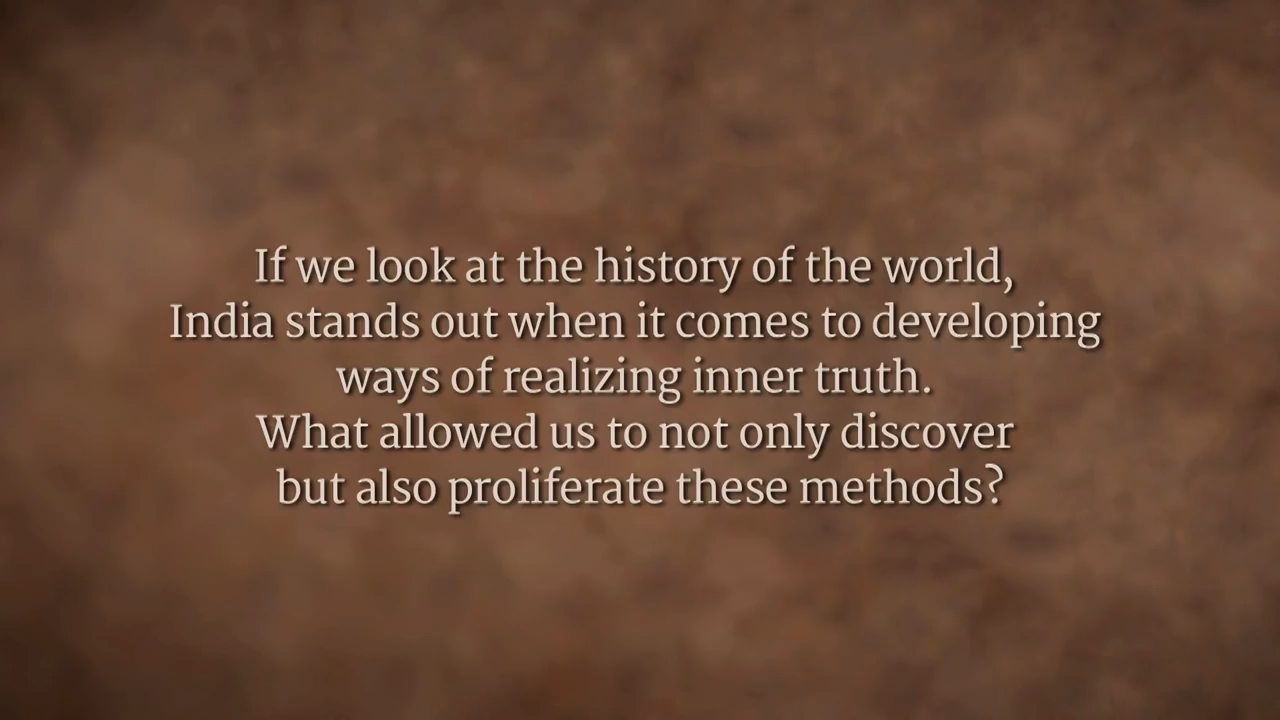 If we look at the history of the world,
India stands out when it comes to developing
ways of realizing inner truth.
What allowed us to not only discover
but also proliferate these methods?